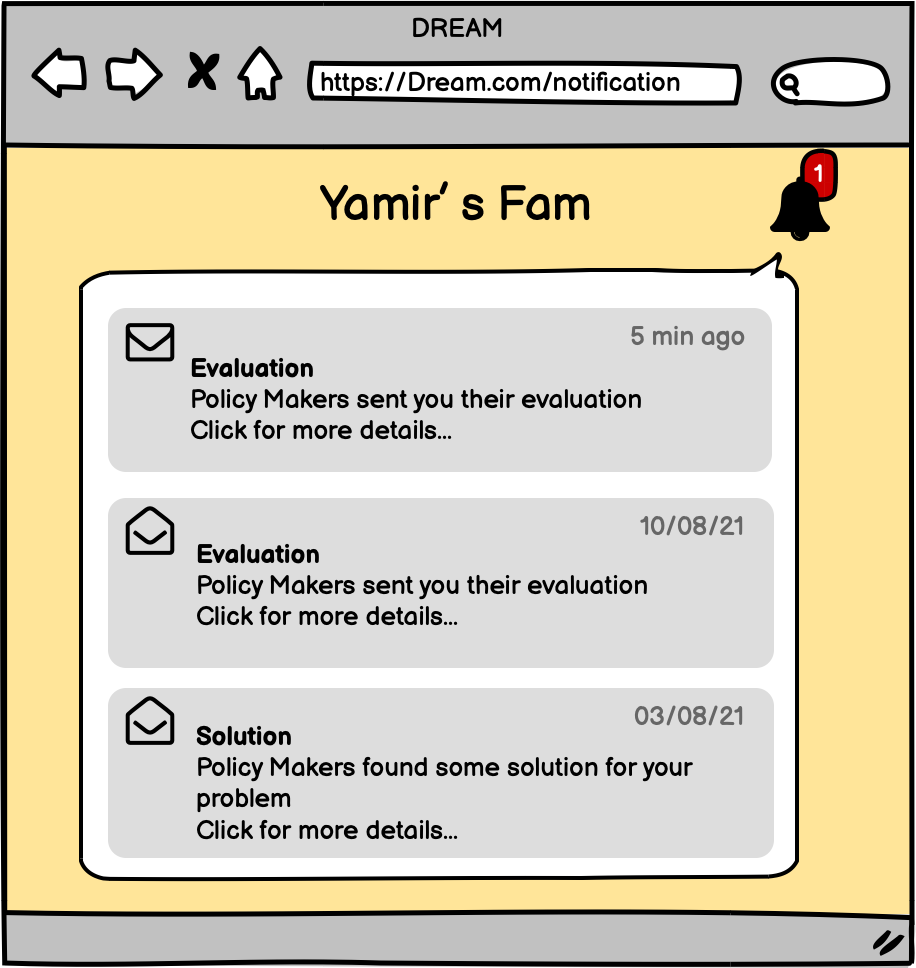 DREAM
https://Dream.com/notification
1
Yamir' s Fam
5 min ago
Evaluation
Policy Makers sent you their evaluation
Click for more details...
10/08/21
Evaluation
Policy Makers sent you their evaluation
Click for more details...
03/08/21
Solution
Policy Makers found some solution for your
problem
Click for more details...